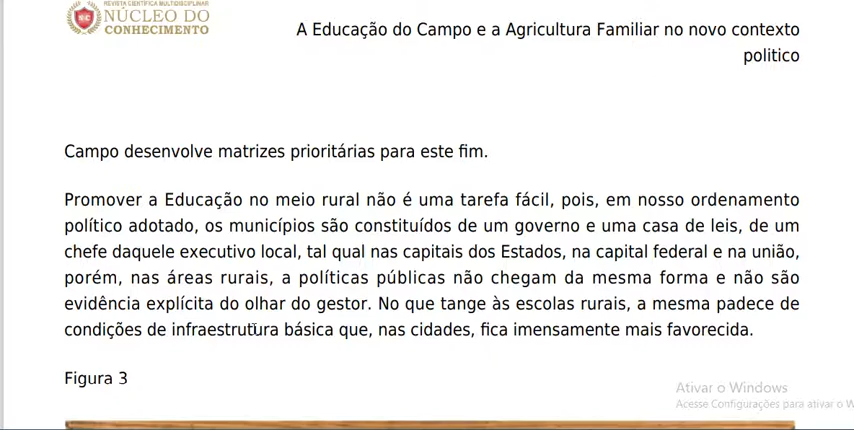 REVISTA CIENTÍFICA MULTIDISCIPLINAR
NÚCLEO DO
CONHECIMENTO
A Educação do Campo e a Agricultura Familiar no novo contexto
politico
Campo desenvolve matrizes prioritárias para este fim.
Promover a Educação no meio rural não é uma tarefa fácil, pois, em nosso ordenamento
político adotado, os municípios são constituídos de um governo e uma casa de leis, de um
chefe daquele executivo local, tal qual nas capitais dos Estados, na capital federal e na união,
porém, nas áreas rurais, a políticas públicas não chegam da mesma forma e não são
evidência explícita do olhar do gestor. No que tange às escolas rurais, a mesma padece de
condições de infraestrutura básica que, nas cidades, fica imensamente mais favorecida.
Figura 3
Ativar o Windows
Acesse Configurações para ativar o W